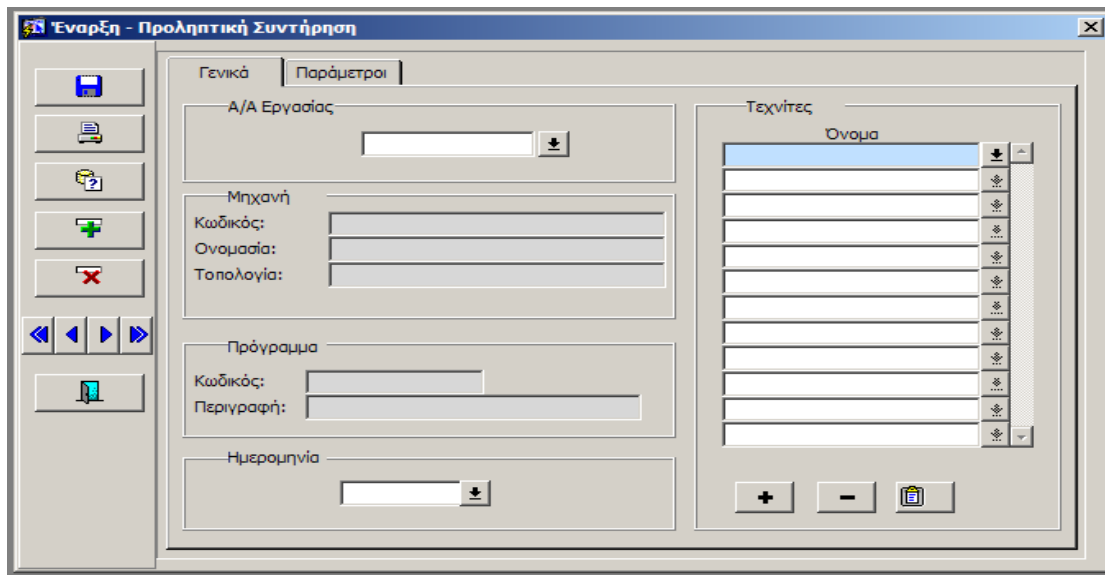 Έναρξη - Προληπτική Συντήρηση
Γενικά
Παράμετροι
Α/Α Εργασίας
Μηχανή
Κωδικός:
Ονομασία:
Τοπολογία:
Πρόγραμμα
Κωδικός:
Περιγραφή:
Ημερομηνία
Τεχνίτες
Όνομα